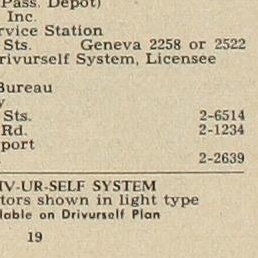 Pass. Depot)
Inc.
rvice Station
Sts. Geneva 2258 or 2522
rivurself System, Licensee
Bureau
y
Sts. 2-6514
Rd. 2-1234
port
2-2639
IV-UR-SELF SYSTEM
tors shown in light type
lable on Drivurself Plan
19